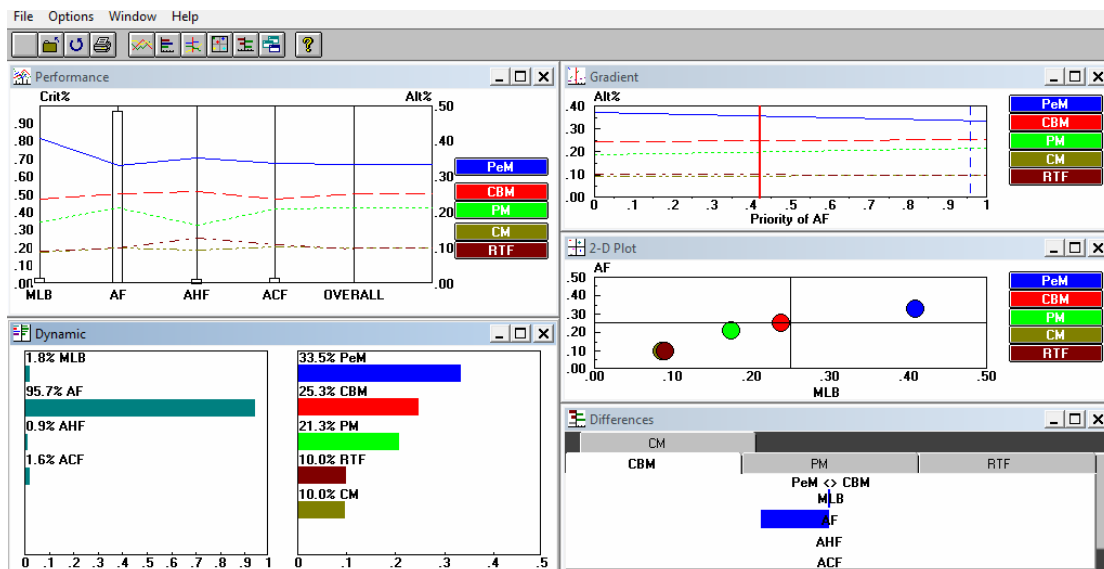 File Options Window Help
Performance
Crit% Alt%
.90
.80
.70
.60
.50
.40
.30
.20
.10
.00
.50
.40
.30
.20
.10
.00
MLB AF AHF ACF OVERALL
PeM
CBM
PM
CM
RTF
Gradient
Alt%
.40
.30
.20
.10
.00
0 .1 .2 .3 .4 .5 .6 .7 .8 .9 1
Priority of AF
PeM
CBM
PM
CM
RTF
2-D Plot
AF
.50
.40
.30
.20
.10
.00
.00 .10 .20 .30 .40 .50
MLB
PeM
CBM
PM
CM
RTF
Dynamic
1.8% MLB
95.7% AF
0.9% AHF
1.6% ACF
0 .1 .2 .3 .4 .5 .6 .7 .8 .9 1
33.5% PeM
25.3% CBM
21.3% PM
10.0% RTF
10.0% CM
0 .1 .2 .3 .4 .5
Differences
CM
CBM PM RTF
PeM <> CBM
MLB
AF
AHF
ACF